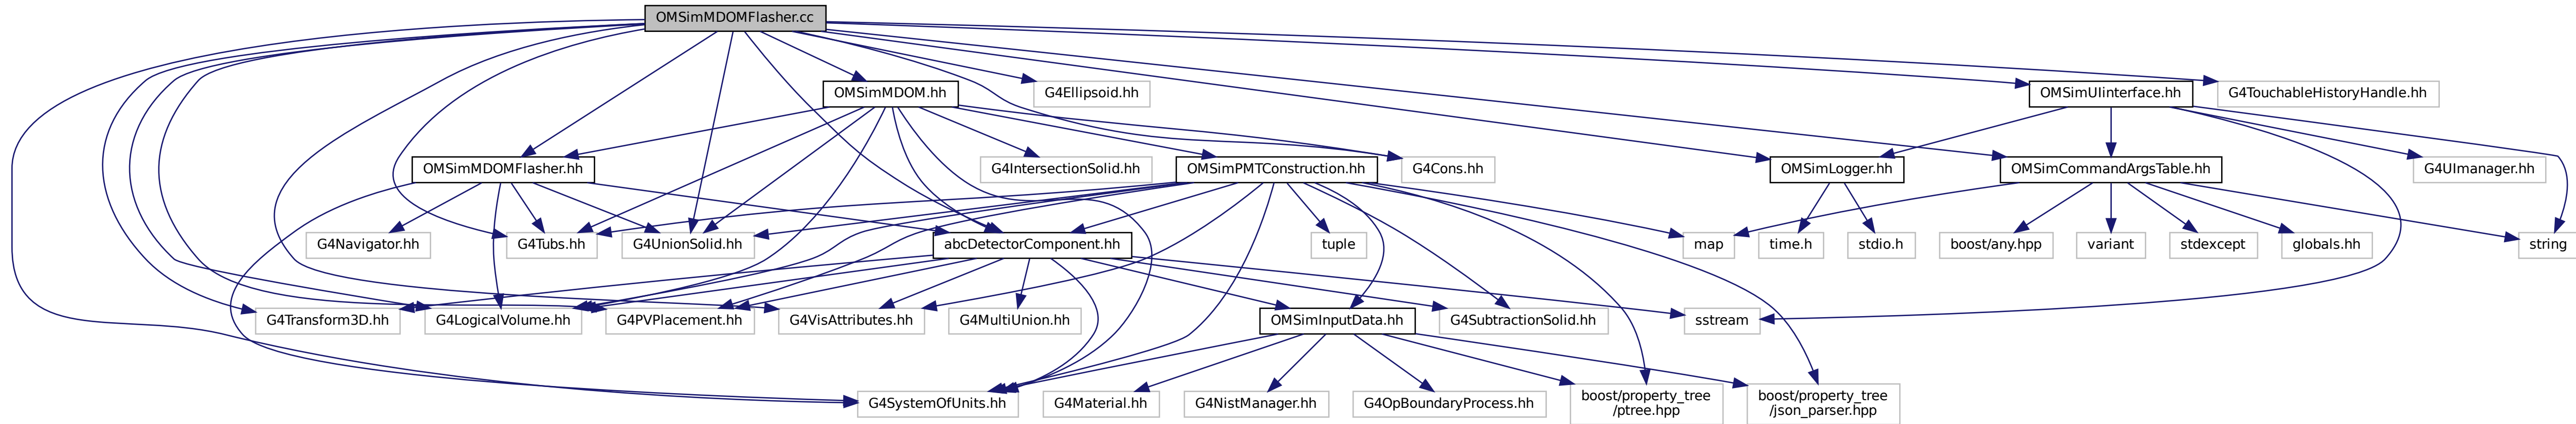 OMSimMDOMFlasher.cc
OMSimMDOM.hh
G4Ellipsoid.hh
OMSimUIinterface.hh
G4TouchableHistoryHandle.hh
OMSimMDOMFlasher.hh
G4IntersectionSolid.hh
OMSimPMTConstruction.hh
G4Cons.hh
OMSimLogger.hh
OMSimCommandArgsTable.hh
G4UImanager.hh
G4Navigator.hh
G4Tubs.hh
G4UnionSolid.hh
abcDetectorComponent.hh
tuple
map
time.h
stdio.h
boost/any.hpp
variant
stdexcept
globals.hh
string
G4Transform3D.hh
G4LogicalVolume.hh
G4PVPlacement.hh
G4VisAttributes.hh
G4MultiUnion.hh
OMSimInputData.hh
G4SubtractionSolid.hh
sstream
G4SystemOfUnits.hh
G4Material.hh
G4NistManager.hh
G4OpBoundaryProcess.hh
boost/property_tree
/ptree.hpp
boost/property_tree
/json_parser.hpp